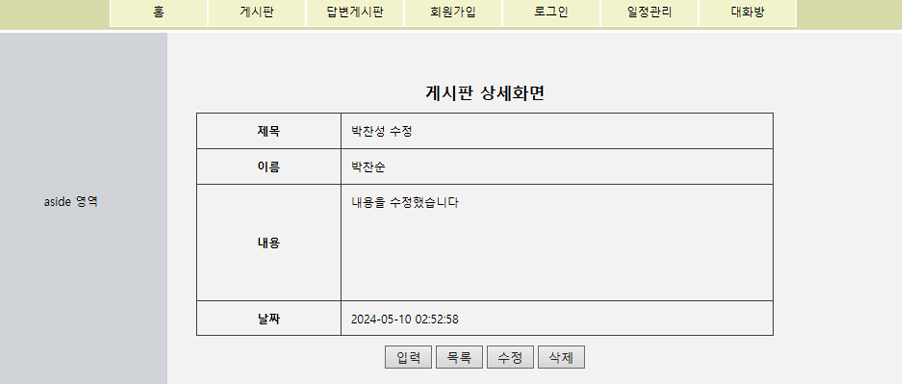 홈 게시판 답변게시판 회원가입 로그인 일정관리 대화방
게시판 상세화면
제목 박찬성 수정
이름 박찬순
aside 영역
내용을 수정했습니다
내용
날짜 2024-05-10 02:52:58
입력 목록 수정 삭제